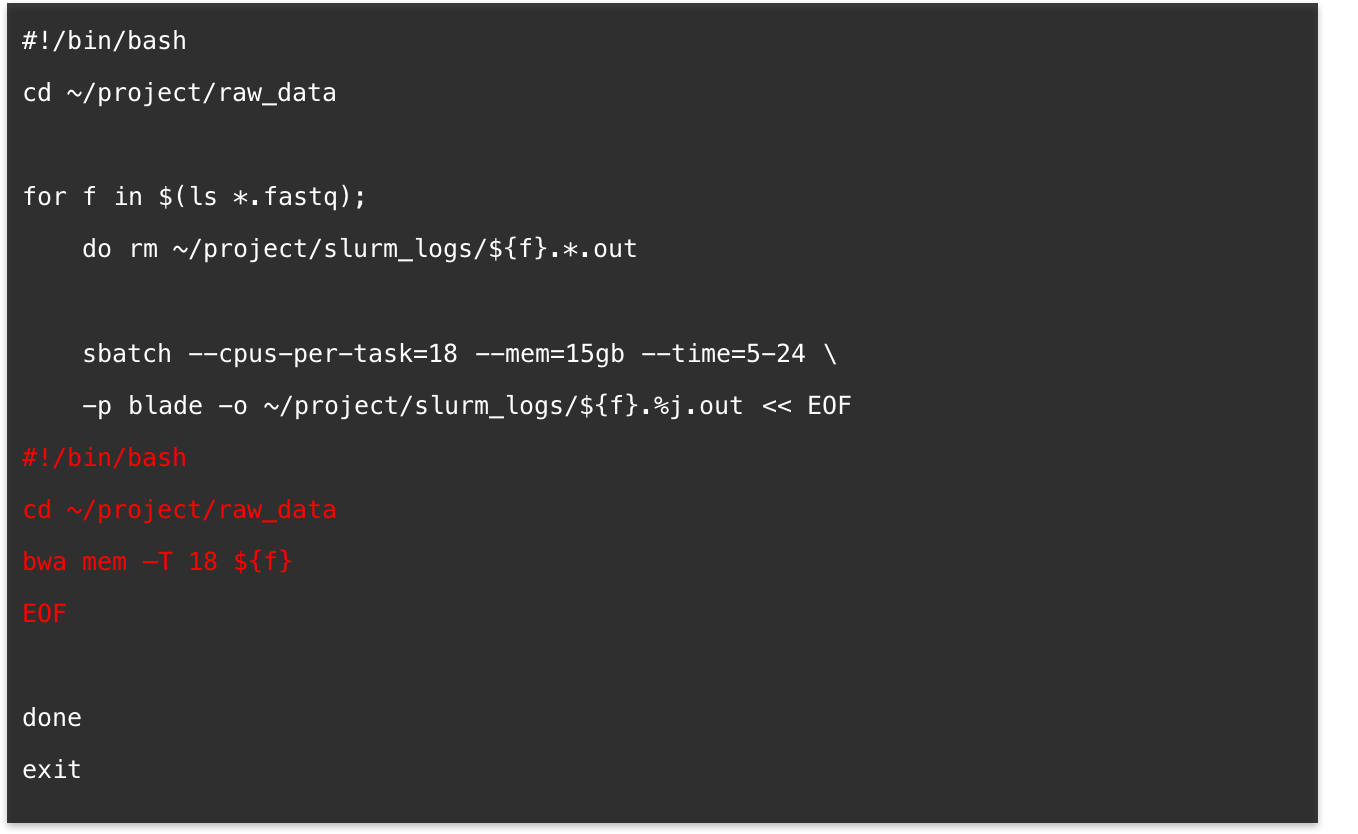 #!/bin/bash
cd ~/project/raw_data
for f in $(ls *.fastq);
do rm ~/project/slurm_logs/${f}.*.out
sbatch --cpus-per-task=18 --mem=15gb --time=5-24 \
-p blade -o ~/project/slurm_logs/${f}.%j.out << EOF
#!/bin/bash
cd ~/project/raw_data
bwa mem –T 18 ${f}
EOF
done
exit